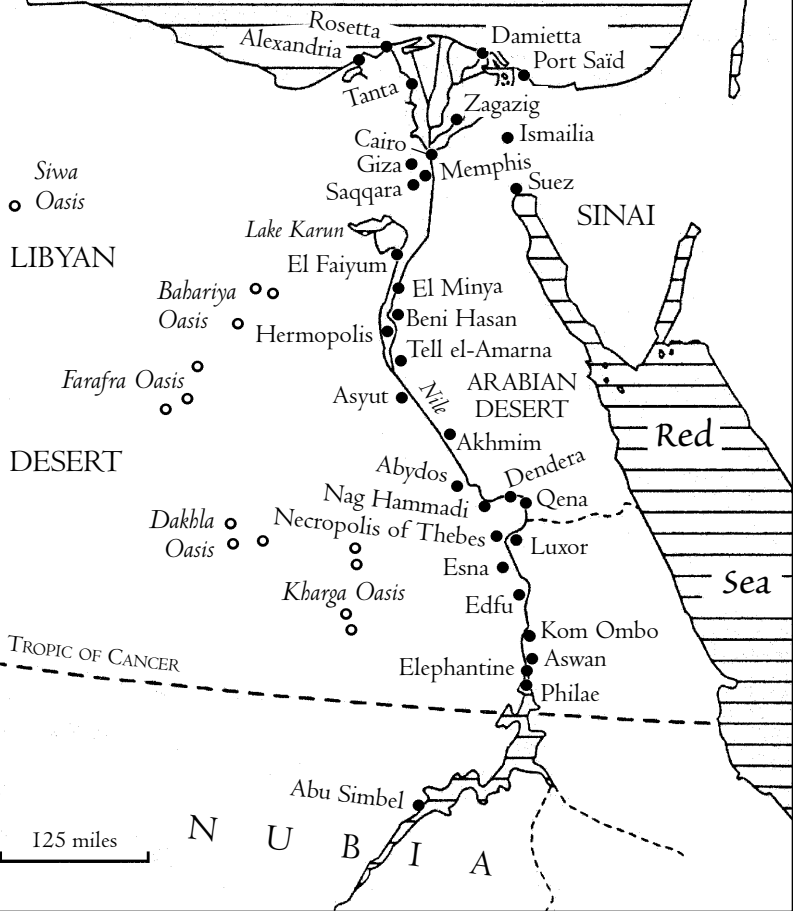 Rosetta
Damietta
Alexandria
Port Saïd
Tanta
Zagazig
Ismailia
Cairo
Giza
Memphis
Siwa
Oasis
Saqqara
Suez
SINAI
Lake Karun
LIBYAN
El Faiyum
Bahariya
Oasis
El Minya
Beni Hasan
Hermopolis
Tell el-Amarna
Farafra Oasis
ARABIAN
DESERT
Asyut
Nile
Red
Akhmim
DESERT
Abydos
Dendera
Nag Hammadi
Qena
Dakhla
Oasis
Necropolis of Thebes
Luxor
Esna
Sea
Kharga Oasis
Edfu
Kom Ombo
TROPIC OF CANCER
Aswan
Elephantine
Philae
Abu Simbel
NUBIA
125 miles